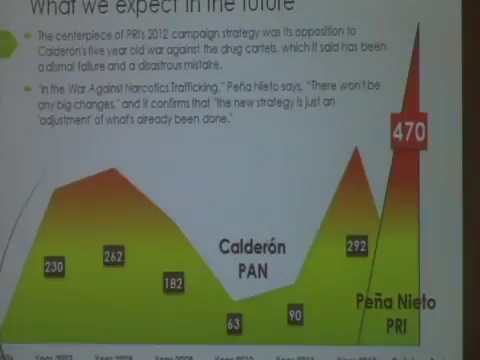 What we expect in the future
The centerpiece of PRI's 2012 campaign strategy was its opposition to
Calderon's five year old war against the drug cartels, which it said has been
a dismal failure and a disastrous mistake.
"In the War Against Narcotics Trafficking," Peña Nieto says, "There won't be
any big changes," and it confirms that "the new strategy is just an
'adjustment of what's already been done."
470
230
262
182
63
90
292
Calderón
PAN
Peña Nieto
PRI